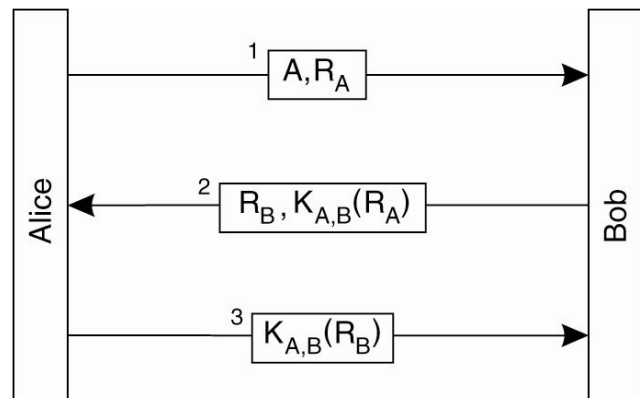 1
A,R_A
2
R_B,K_A,B(R_A)
3
K_A,B(R_B)
Alice
Bob